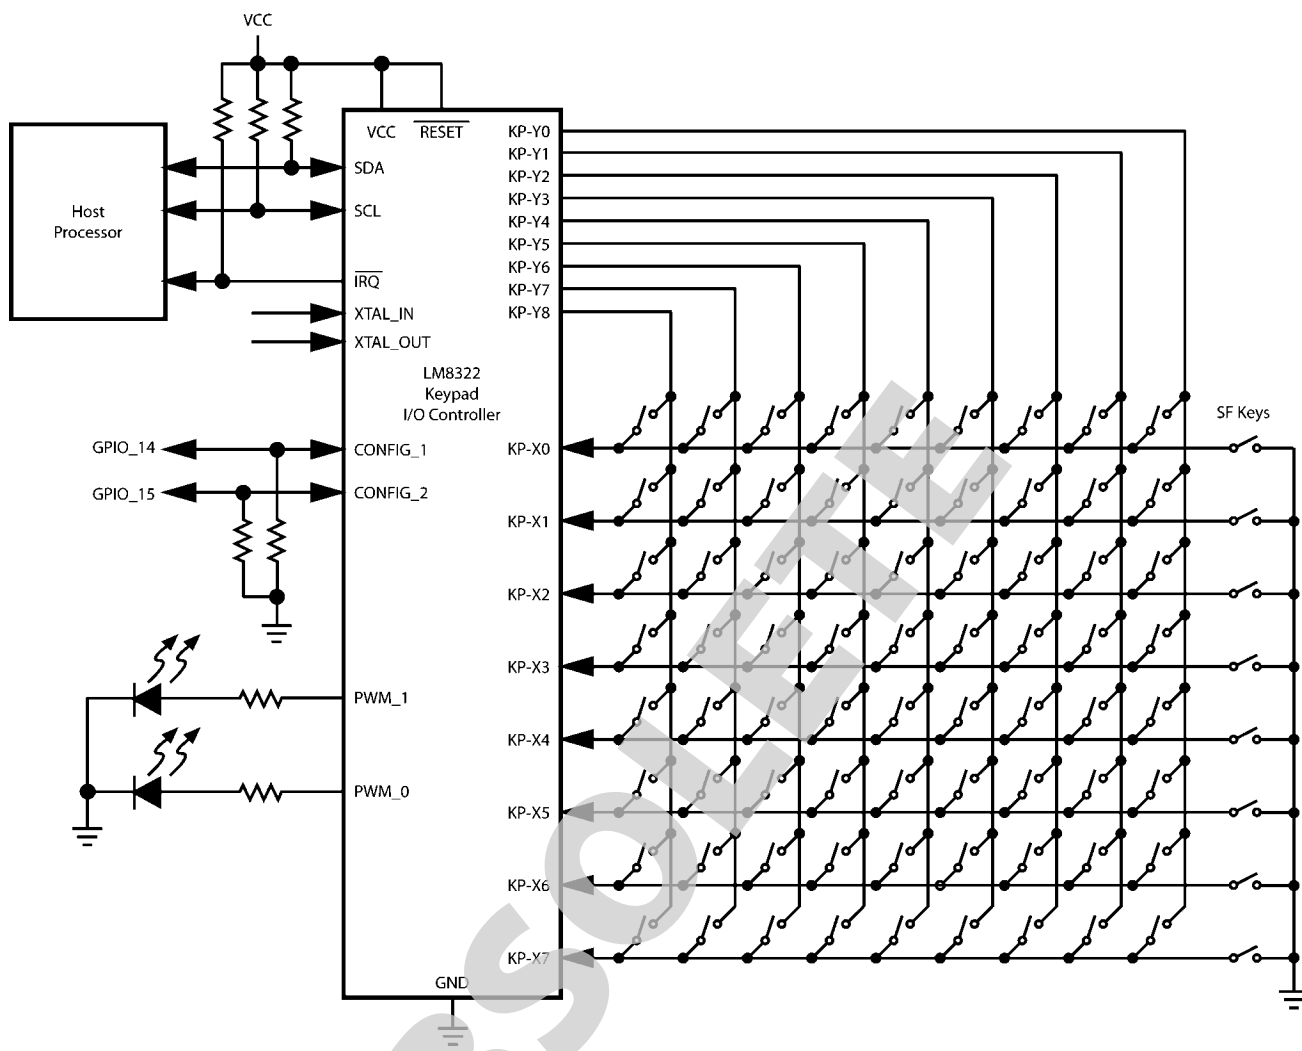 VCC
VCC
RESET
Host
Processor
SDA
SCL
IRQ
XTAL_IN
XTAL_OUT
LM8322
Keypad
I/O Controller
GPIO_14
CONFIG_1
GPIO_15
CONFIG_2
PWM_1
PWM_0
GND
KP-Y0
KP-Y1
KP-Y2
KP-Y3
KP-Y4
KP-Y5
KP-Y6
KP-Y7
KP-Y8
SF Keys
KP-X0
KP-X1
KP-X2
KP-X3
KP-X4
KP-X5
KP-X6
KP-X7
OBSOLETE